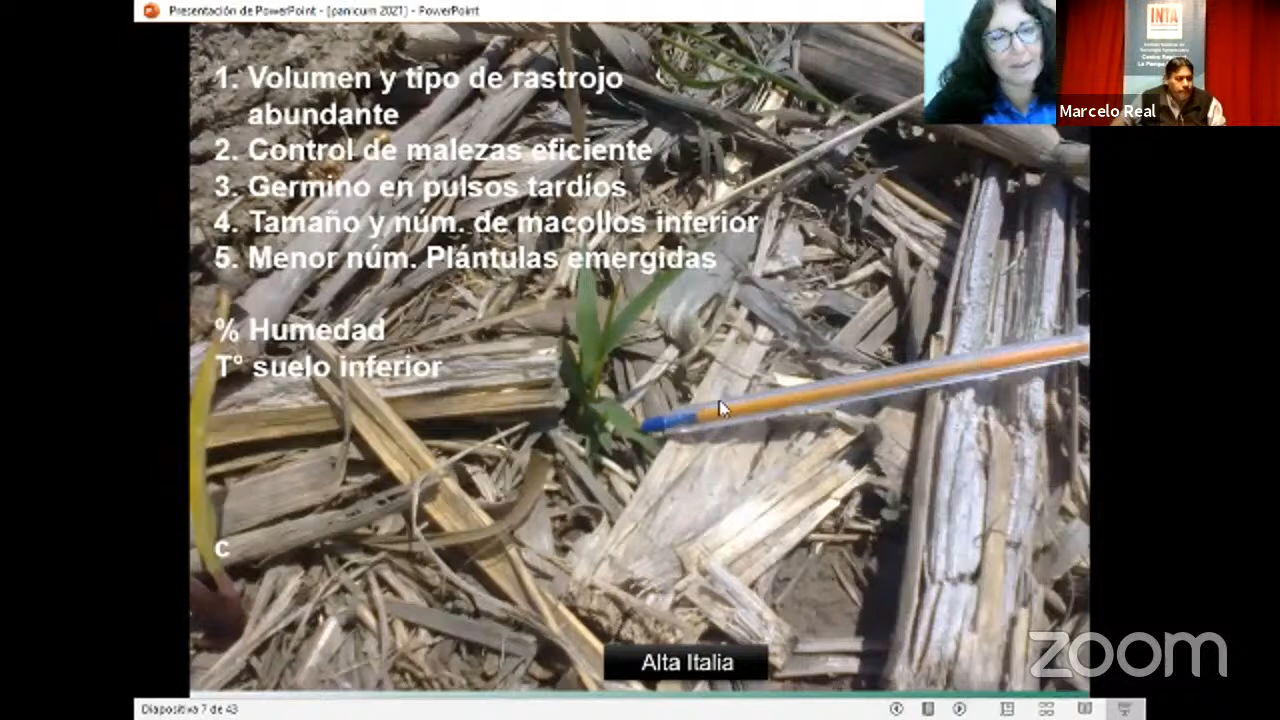 Presentación de PowerPoint - [panicum 2021] - PowerPoint
INTA
Marcelo Real
1. Volumen y tipo de rastrojo
abundante
2. Control de malezas eficiente
3. Germino en pulsos tardíos
4. Tamaño y núm. de macollos inferior
5. Menor núm. Plántulas emergidas
% Humedad
T° suelo inferior
c
Alta Italia
zoom
Diapositiva 7 de 43